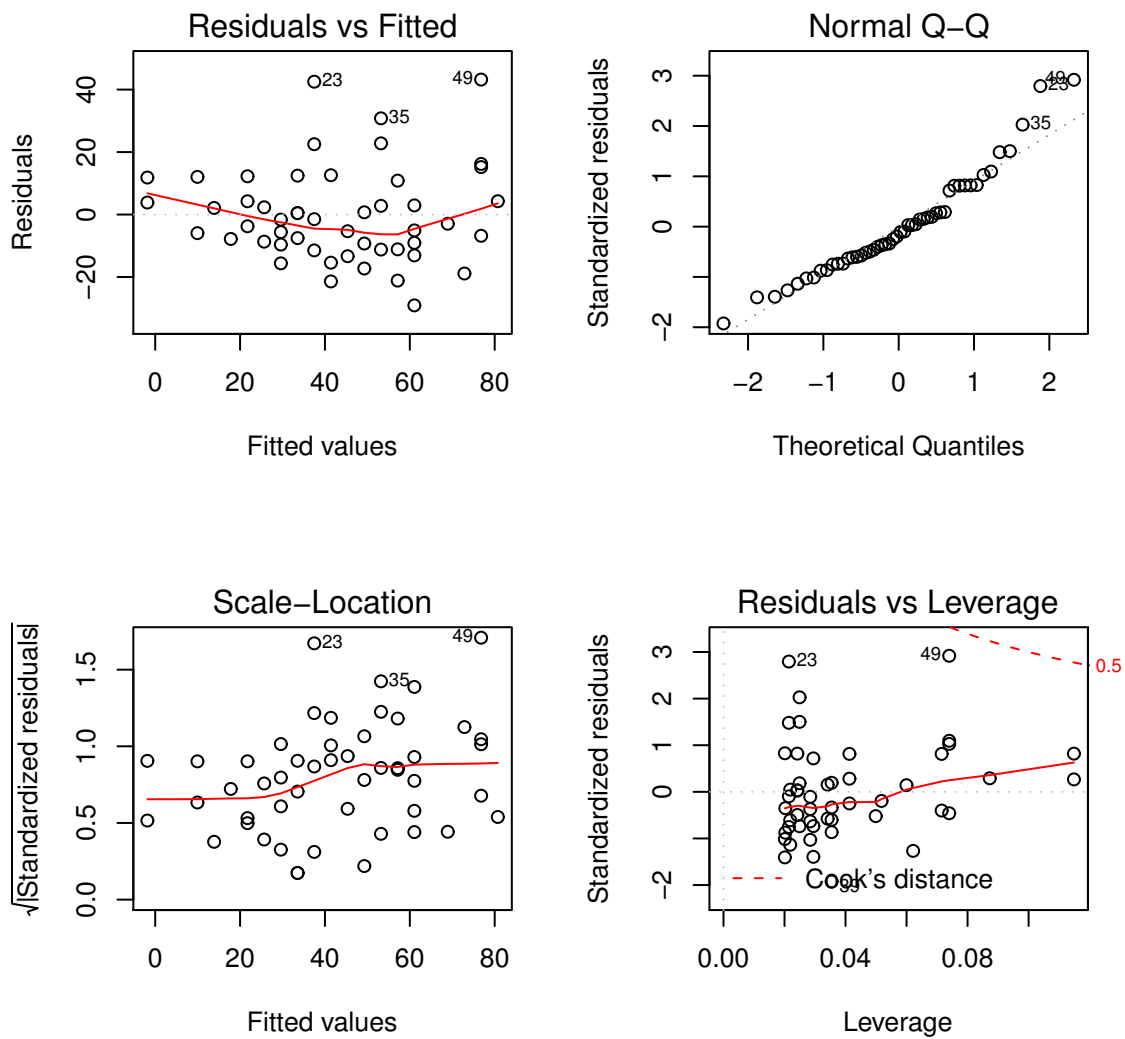 Residuals vs Fitted
Residuals
40
20
0
−20
23
49
35
0 20 40 60 80
Fitted values
Normal Q−Q
Standardized residuals
3
2
1
0
−2
49
23
35
−2 −1 0 1 2
Theoretical Quantiles
Scale−Location
√|Standardized residuals|
1.5
1.0
0.5
0.0
23
49
35
0 20 40 60 80
Fitted values
Residuals vs Leverage
Standardized residuals
3
2
1
0
−2
23
49
0.5
Cook's distance
39
0.00 0.04 0.08
Leverage